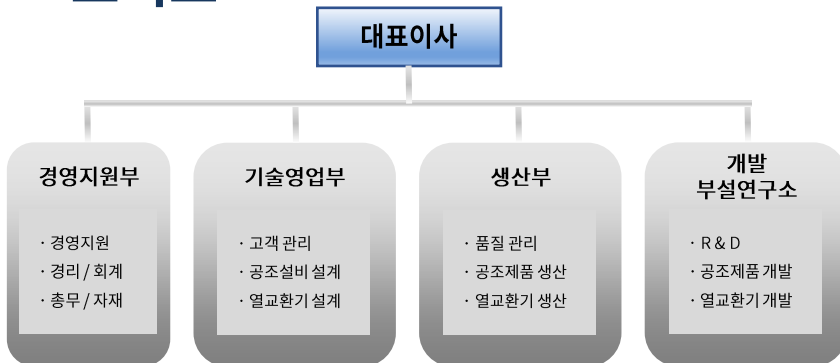 대표이사
경영지원부
· 경영지원
· 경리 / 회계
· 총무 / 자재
기술영업부
· 고객 관리
· 공조설비 설계
· 열교환기 설계
생산부
· 품질 관리
· 공조제품 생산
· 열교환기 생산
개발
부설연구소
· R & D
· 공조제품 개발
· 열교환기 개발